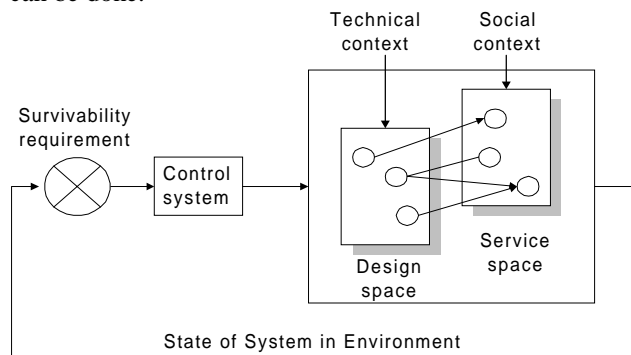 can be done.
Technical
context
Social
context
Survivability
requirement
Control
system
Design
space
Service
space
State of System in Environment